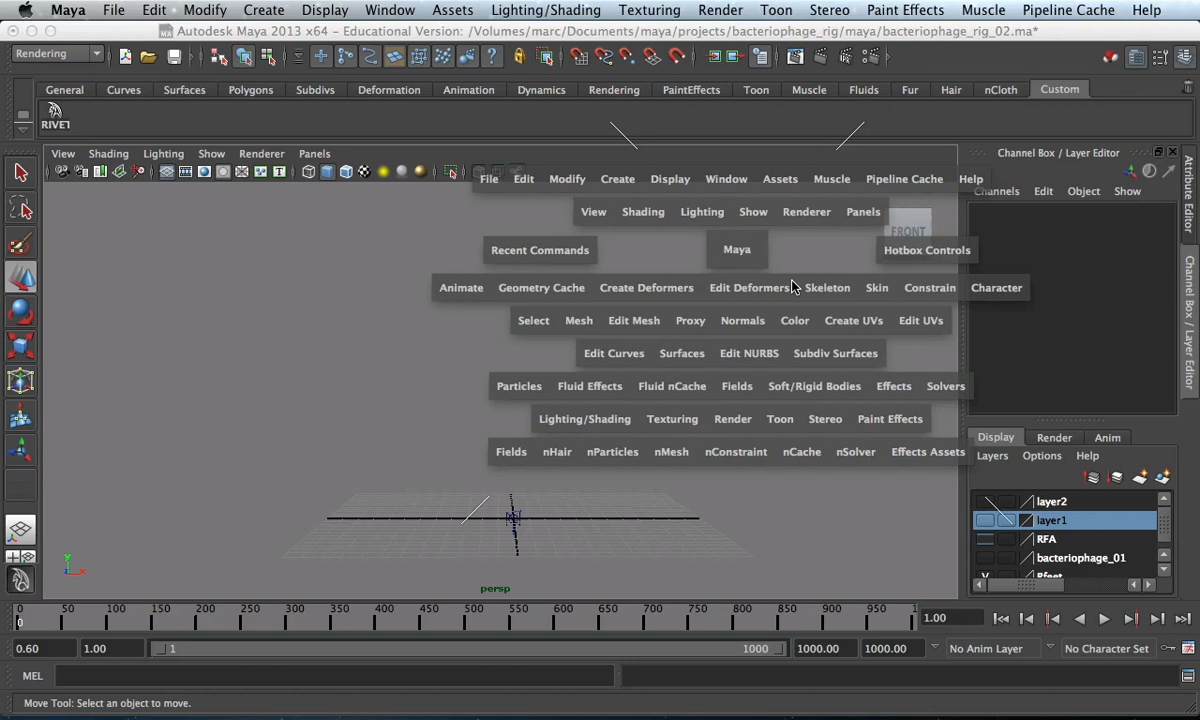 Maya File Edit Modify Create Display Window Assets Lighting/Shading Texturing Render Toon Stereo Paint Effects Muscle Pipeline Cache Help
Autodesk Maya 2013 x64 - Educational Version: /Volumes/marc/Documents/maya/projects/bacteriophage_rig/maya/bacteriophage_rig_02.ma*
Rendering
General Curves Surfaces Polygons Subdivs Deformation Animation Dynamics Rendering PaintEffects Toon Muscle Fluids Fur Hair nCloth Custom
RIVET
View Shading Lighting Show Renderer Panels
Channel Box / Layer Editor
File Edit Modify Create Display Window Assets Muscle Pipeline Cache Help
Channels Edit Object Show
View Shading Lighting Show Renderer Panels
FRONT
Recent Commands Maya Hotbox Controls
Animate Geometry Cache Create Deformers Edit Deformers Skeleton Skin Constrain Character
Select Mesh Edit Mesh Proxy Normals Color Create UVs Edit UVs
Edit Curves Surfaces Edit NURBS Subdiv Surfaces
Particles Fluid Effects Fluid nCache Fields Soft/Rigid Bodies Effects Solvers
Lighting/Shading Texturing Render Toon Stereo Paint Effects
Fields nHair nParticles nMesh nConstraint nCache nSolver Effects Assets
Attribute Editor
Channel Box / Layer Editor
Display Render Anim
Layers Options Help
layer2
layer1
RFA
bacteriophage_01
V Rfeet
y
x
persp
0 50 100 150 200 250 300 350 400 450 500 550 600 650 700 750 800 850 900 950 1
0
1.00
0.60 1.00 1 1000 1000.00 1000.00 No Anim Layer No Character Set
MEL
Move Tool: Select an object to move.